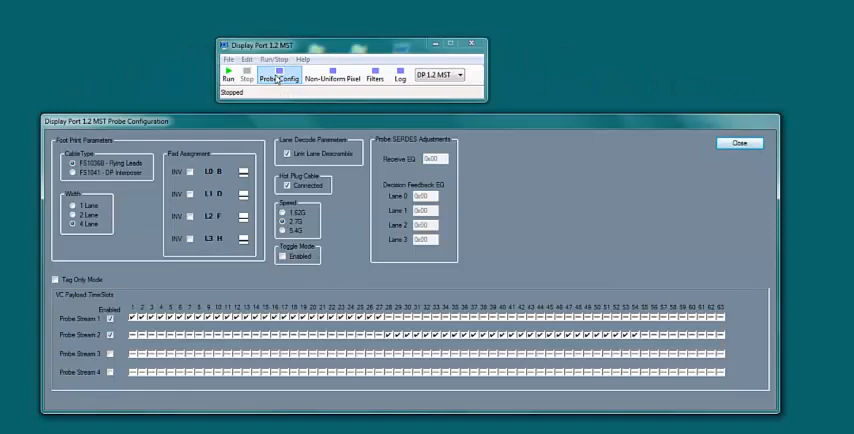 Display Port 1.2 MST
File Edit Run/Stop Help
Run Stop Probe Config Non-Uniform Pixel Filters Log DP 1.2 MST
Stopped
Display Port 1.2 MST Probe Configuration
Close
Foot Print Parameters
Cable Type
FS1036B - Flying Leads
FS1041 - DP Interposer
Width
1 Lane
2 Lane
4 Lane
Pad Assignment
INV L0 B
INV L1 D
INV L2 F
INV L3 H
Lane Decode Parameters
Link Lane Descramble
Hot Plug Cable
Connected
Speed
1.62G
2.7G
5.4G
Toggle Mode
Enabled
Probe SERDES Adjustments
Receive EQ 0x00
Decision Feedback EQ
Lane 0 0x00
Lane 1 0x00
Lane 2 0x00
Lane 3 0x00
Tag Only Mode
VC Payload TimeSlots
Enabled 1 2 3 4 5 6 7 8 9 10 11 12 13 14 15 16 17 18 19 20 21 22 23 24 25 26 27 28 29 30 31 32 33 34 35 36 37 38 39 40 41 42 43 44 45 46 47 48 49 50 51 52 53 54 55 56 57 58 59 60 61 62 63
Probe Stream 1
Probe Stream 2
Probe Stream 3
Probe Stream 4